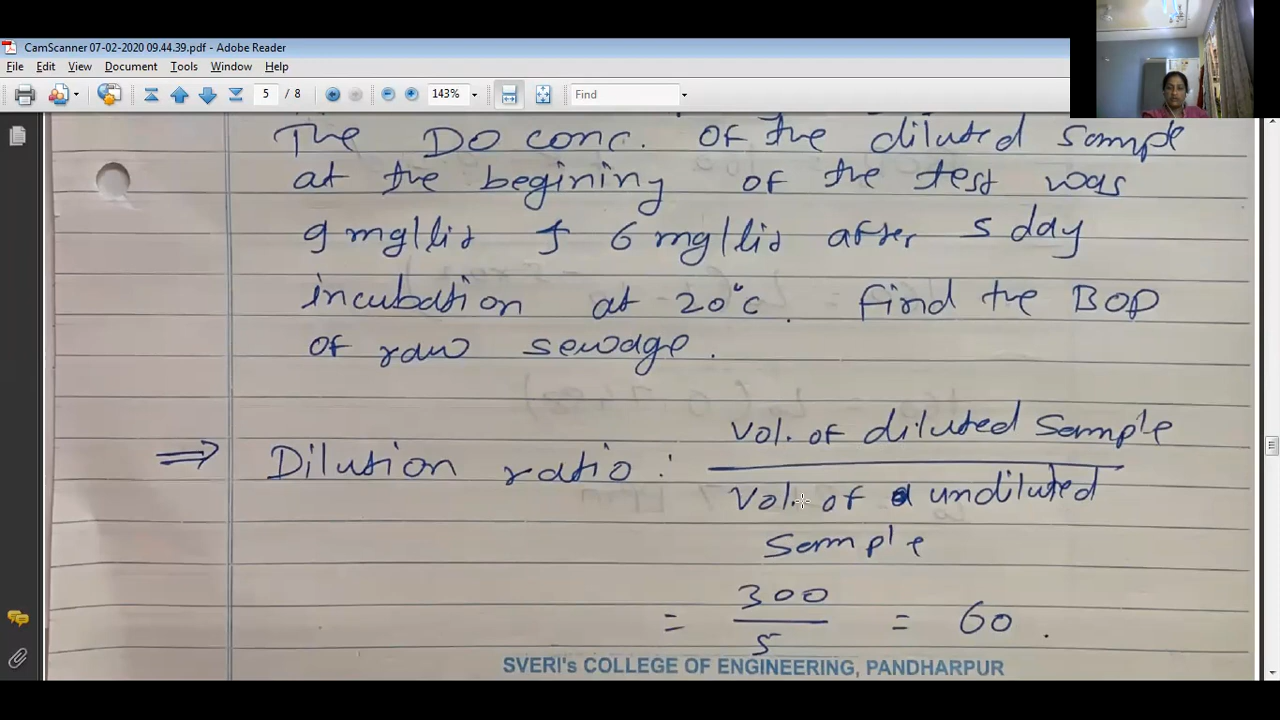 CamScanner 07-02-2020 09.44.39.pdf - Adobe Reader
File Edit View Document Tools Window Help
5 / 8 143% Find
The DO conc. of the diluted sample
at the begining of the test was
9 mg/lit & 6 mg/lit after 5 day
incubation at 20°c. Find the BOD
of raw sewage.
⇒ Dilution ratio : Vol. of diluted Sample
Vol. of undiluted
Sample
= 300 / 5 = 60.
SVERI's COLLEGE OF ENGINEERING, PANDHARPUR